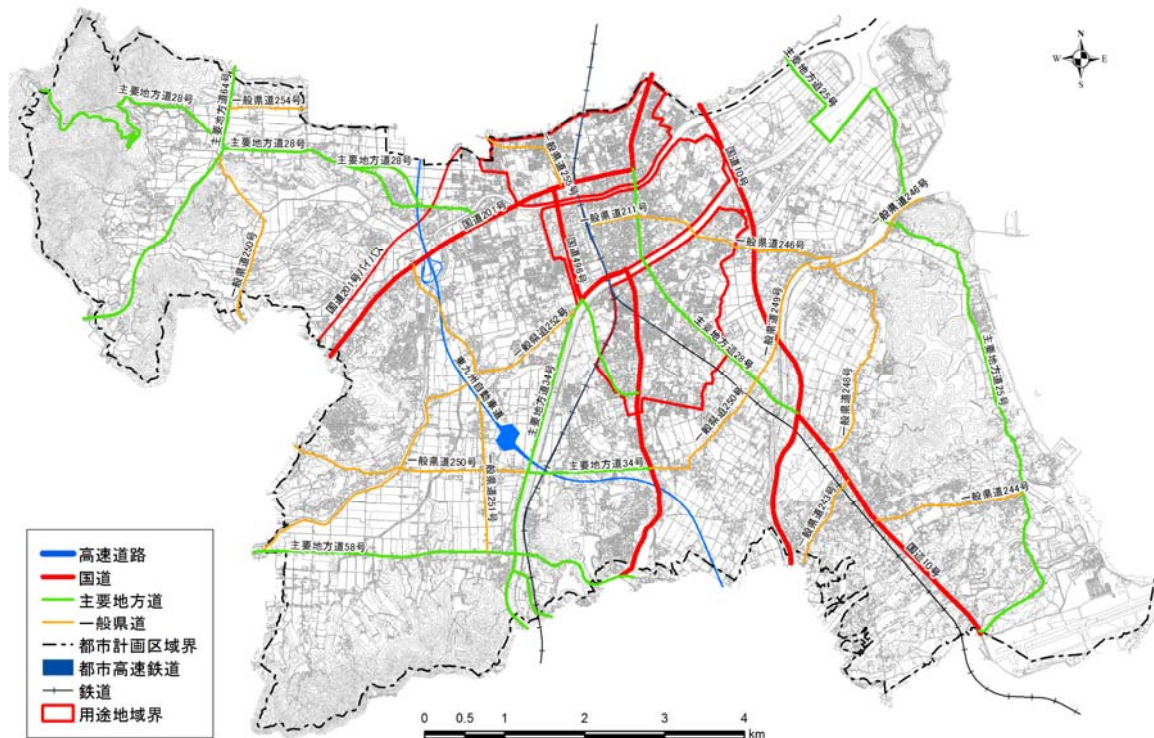 N
W
E
S
主要地方道64号
主要地方道28号
一般県道254号
主要地方道28号
主要地方道28号
主要地方道25号
一般県道255号
国道10号
国道201号
一般県道211号
一般県道246号
国道496号
一般県道246号
一般県道250号
国道201号バイパス
一般県道249号
一般県道252号
主要地方道28号
主要地方道25号
東九州自動車道
主要地方道34号
一般県道248号
一般県道250号
一般県道250号
一般県道251号
主要地方道34号
一般県道243号
一般県道244号
主要地方道58号
国道10号
高速道路
国道
主要地方道
一般県道
都市計画区域界
都市高速鉄道
鉄道
用途地域界
0 0.5 1 2 3 4
km